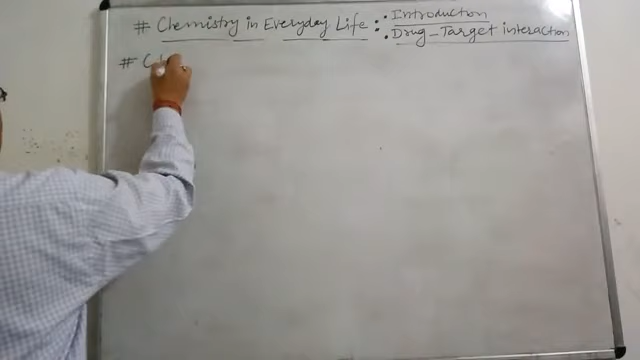 # Chemistry in Everyday Life : • Introduction
• Drug-Target interaction
# C